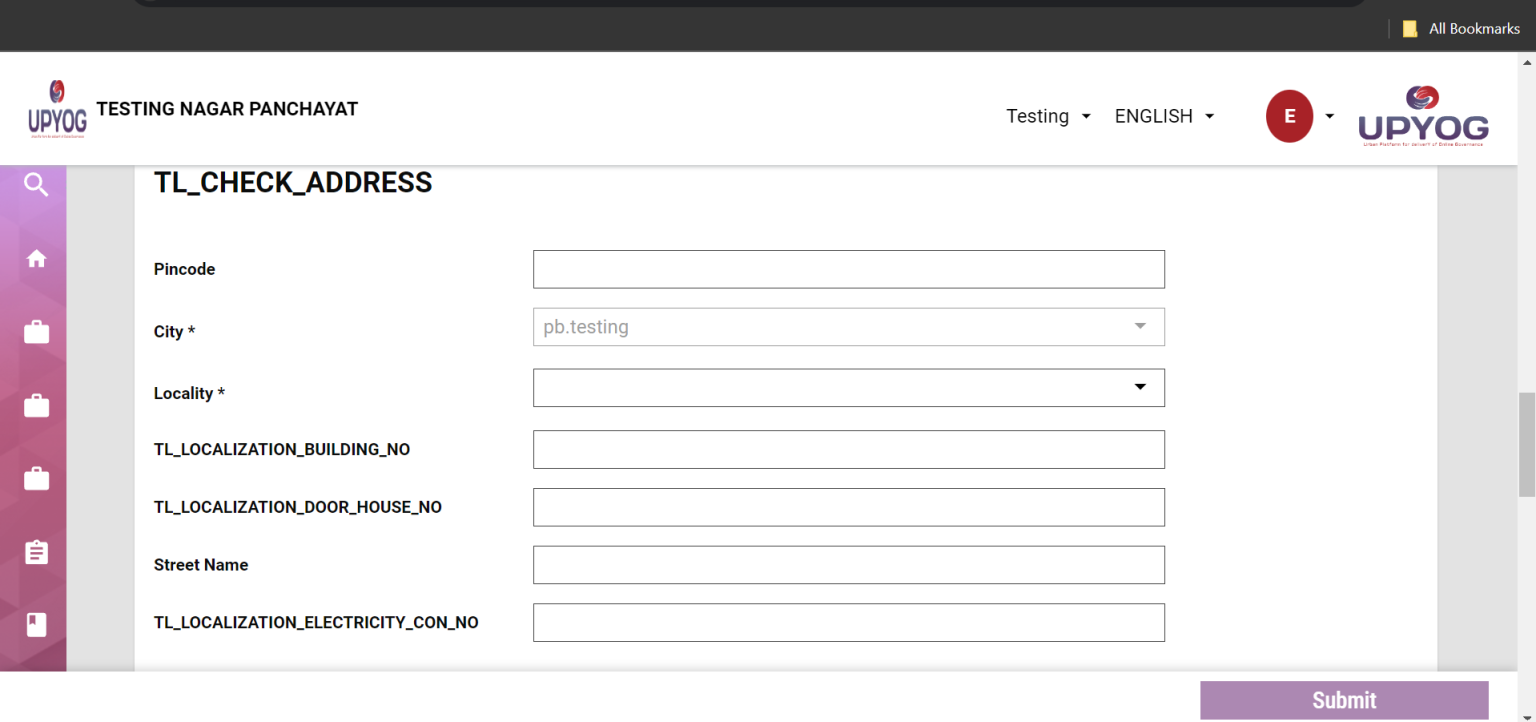 All Bookmarks
UPYOG
TESTING NAGAR PANCHAYAT
Testing
ENGLISH
E
UPYOG
Urban Platform for deliverY of Online Governance
TL_CHECK_ADDRESS
Pincode
City *
pb.testing
Locality *
TL_LOCALIZATION_BUILDING_NO
TL_LOCALIZATION_DOOR_HOUSE_NO
Street Name
TL_LOCALIZATION_ELECTRICITY_CON_NO
Submit